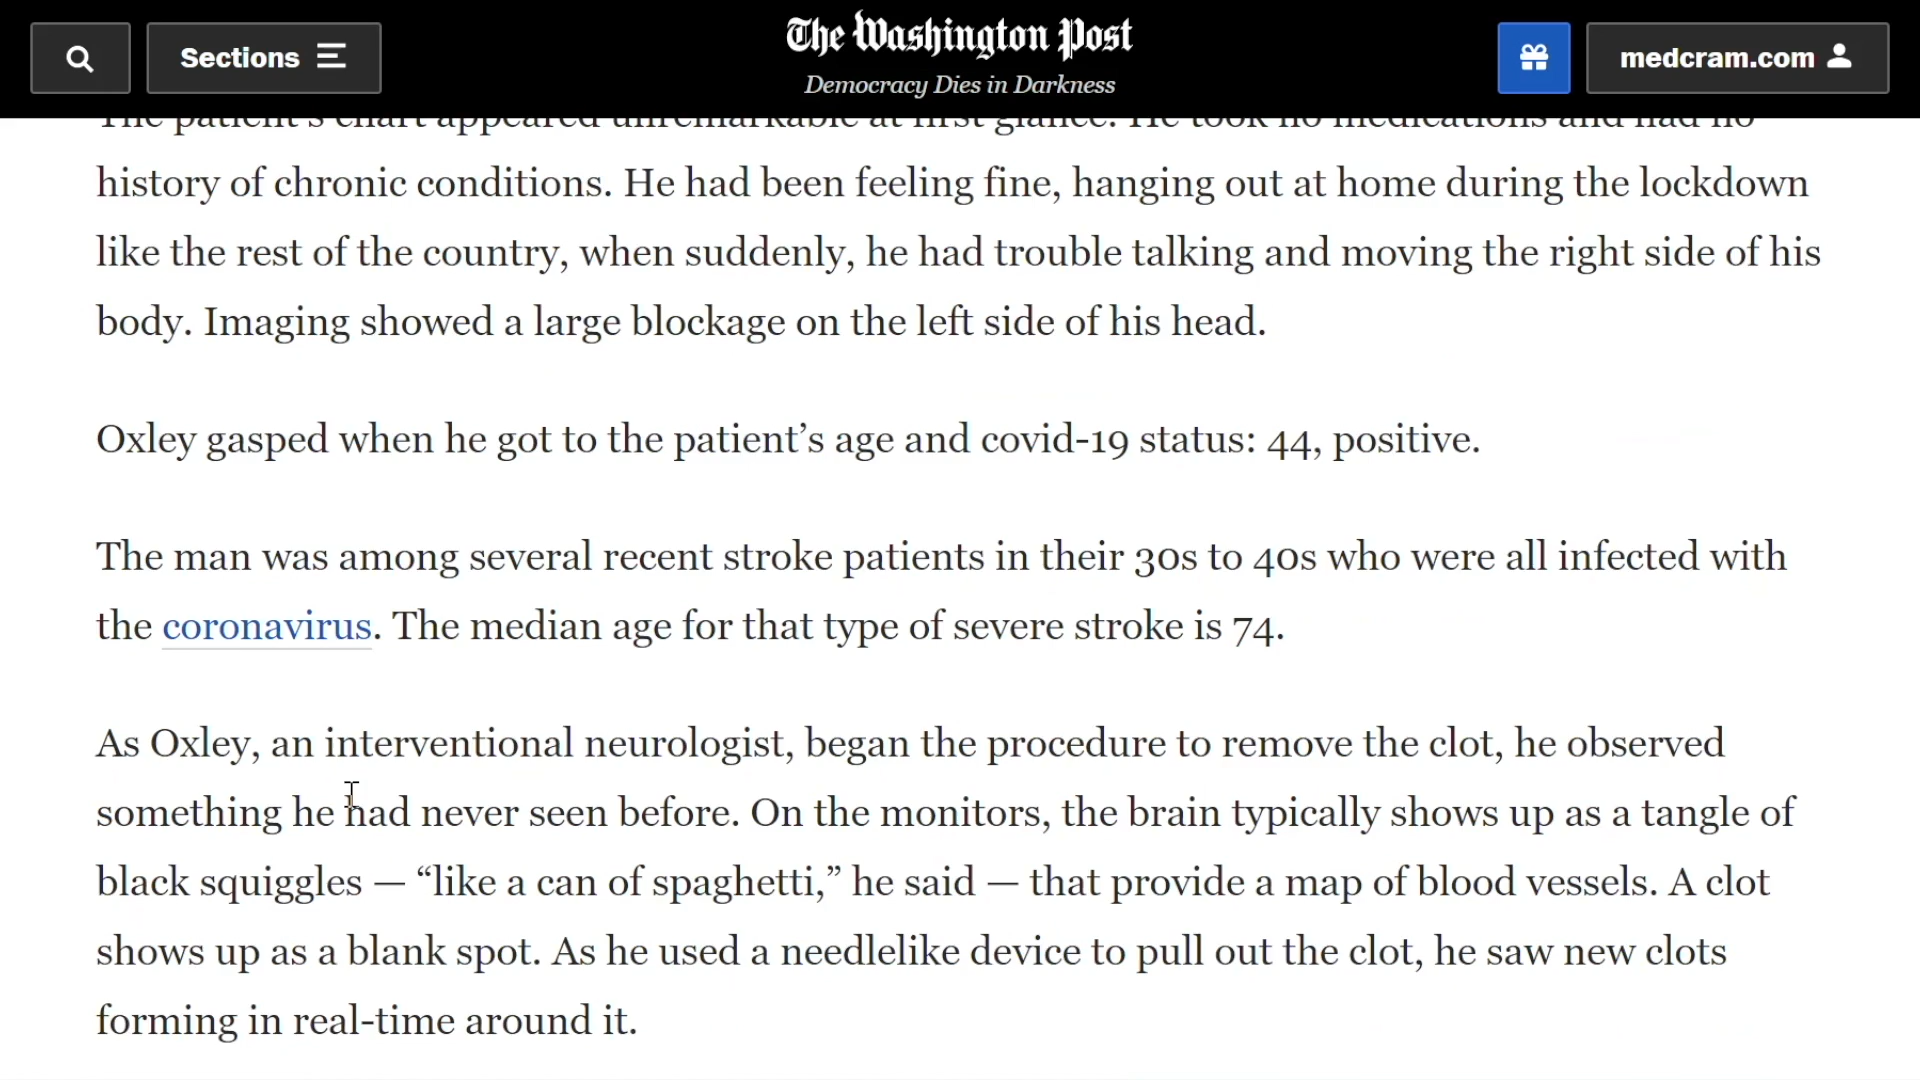 The Washington Post
Democracy Dies in Darkness
Sections
medcram.com
The patient's chart appeared unremarkable at first glance. He took no medications and had no
history of chronic conditions. He had been feeling fine, hanging out at home during the lockdown
like the rest of the country, when suddenly, he had trouble talking and moving the right side of his
body. Imaging showed a large blockage on the left side of his head.
Oxley gasped when he got to the patient’s age and covid-19 status: 44, positive.
The man was among several recent stroke patients in their 30s to 40s who were all infected with
the coronavirus. The median age for that type of severe stroke is 74.
As Oxley, an interventional neurologist, began the procedure to remove the clot, he observed
something he had never seen before. On the monitors, the brain typically shows up as a tangle of
black squiggles — “like a can of spaghetti,” he said — that provide a map of blood vessels. A clot
shows up as a blank spot. As he used a needlelike device to pull out the clot, he saw new clots
forming in real-time around it.